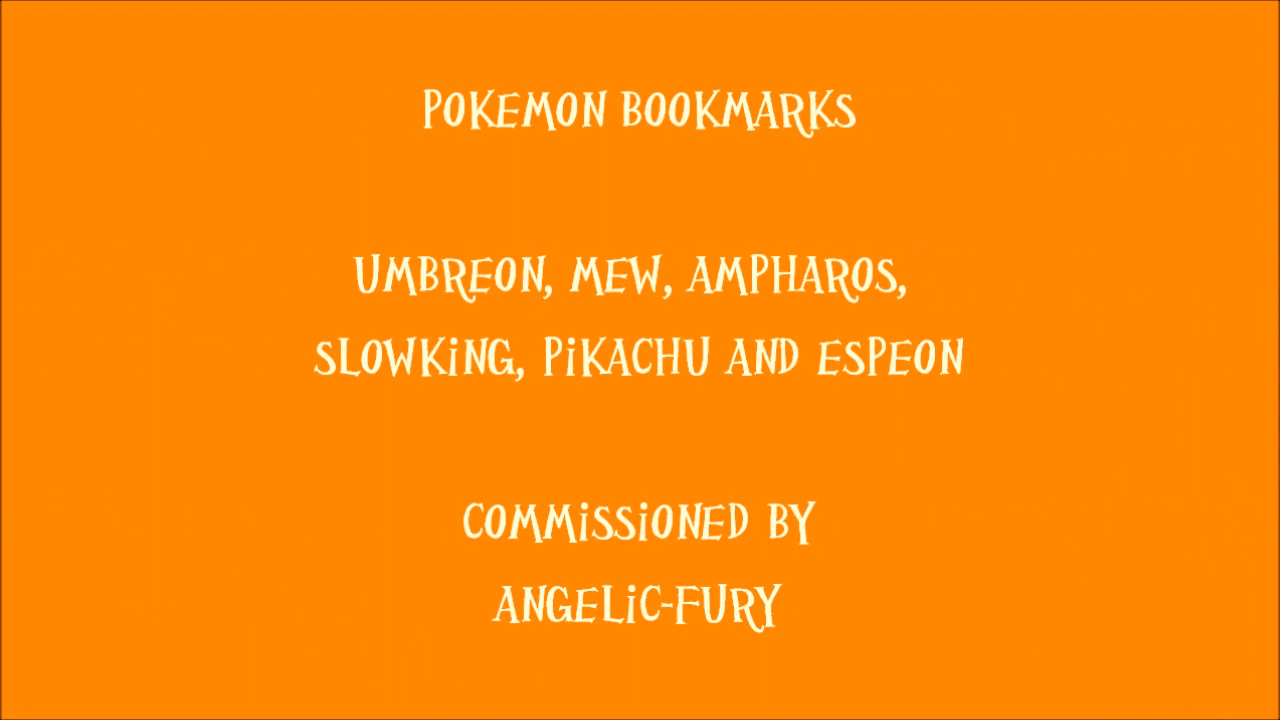 POKEMON BOOKMARKS
UMBREON, MEW, AMPHAROS,
SLOWKiNG, PiKACHU AND ESPEON
COMMiSSiONED BY
ANGELiC-FURY